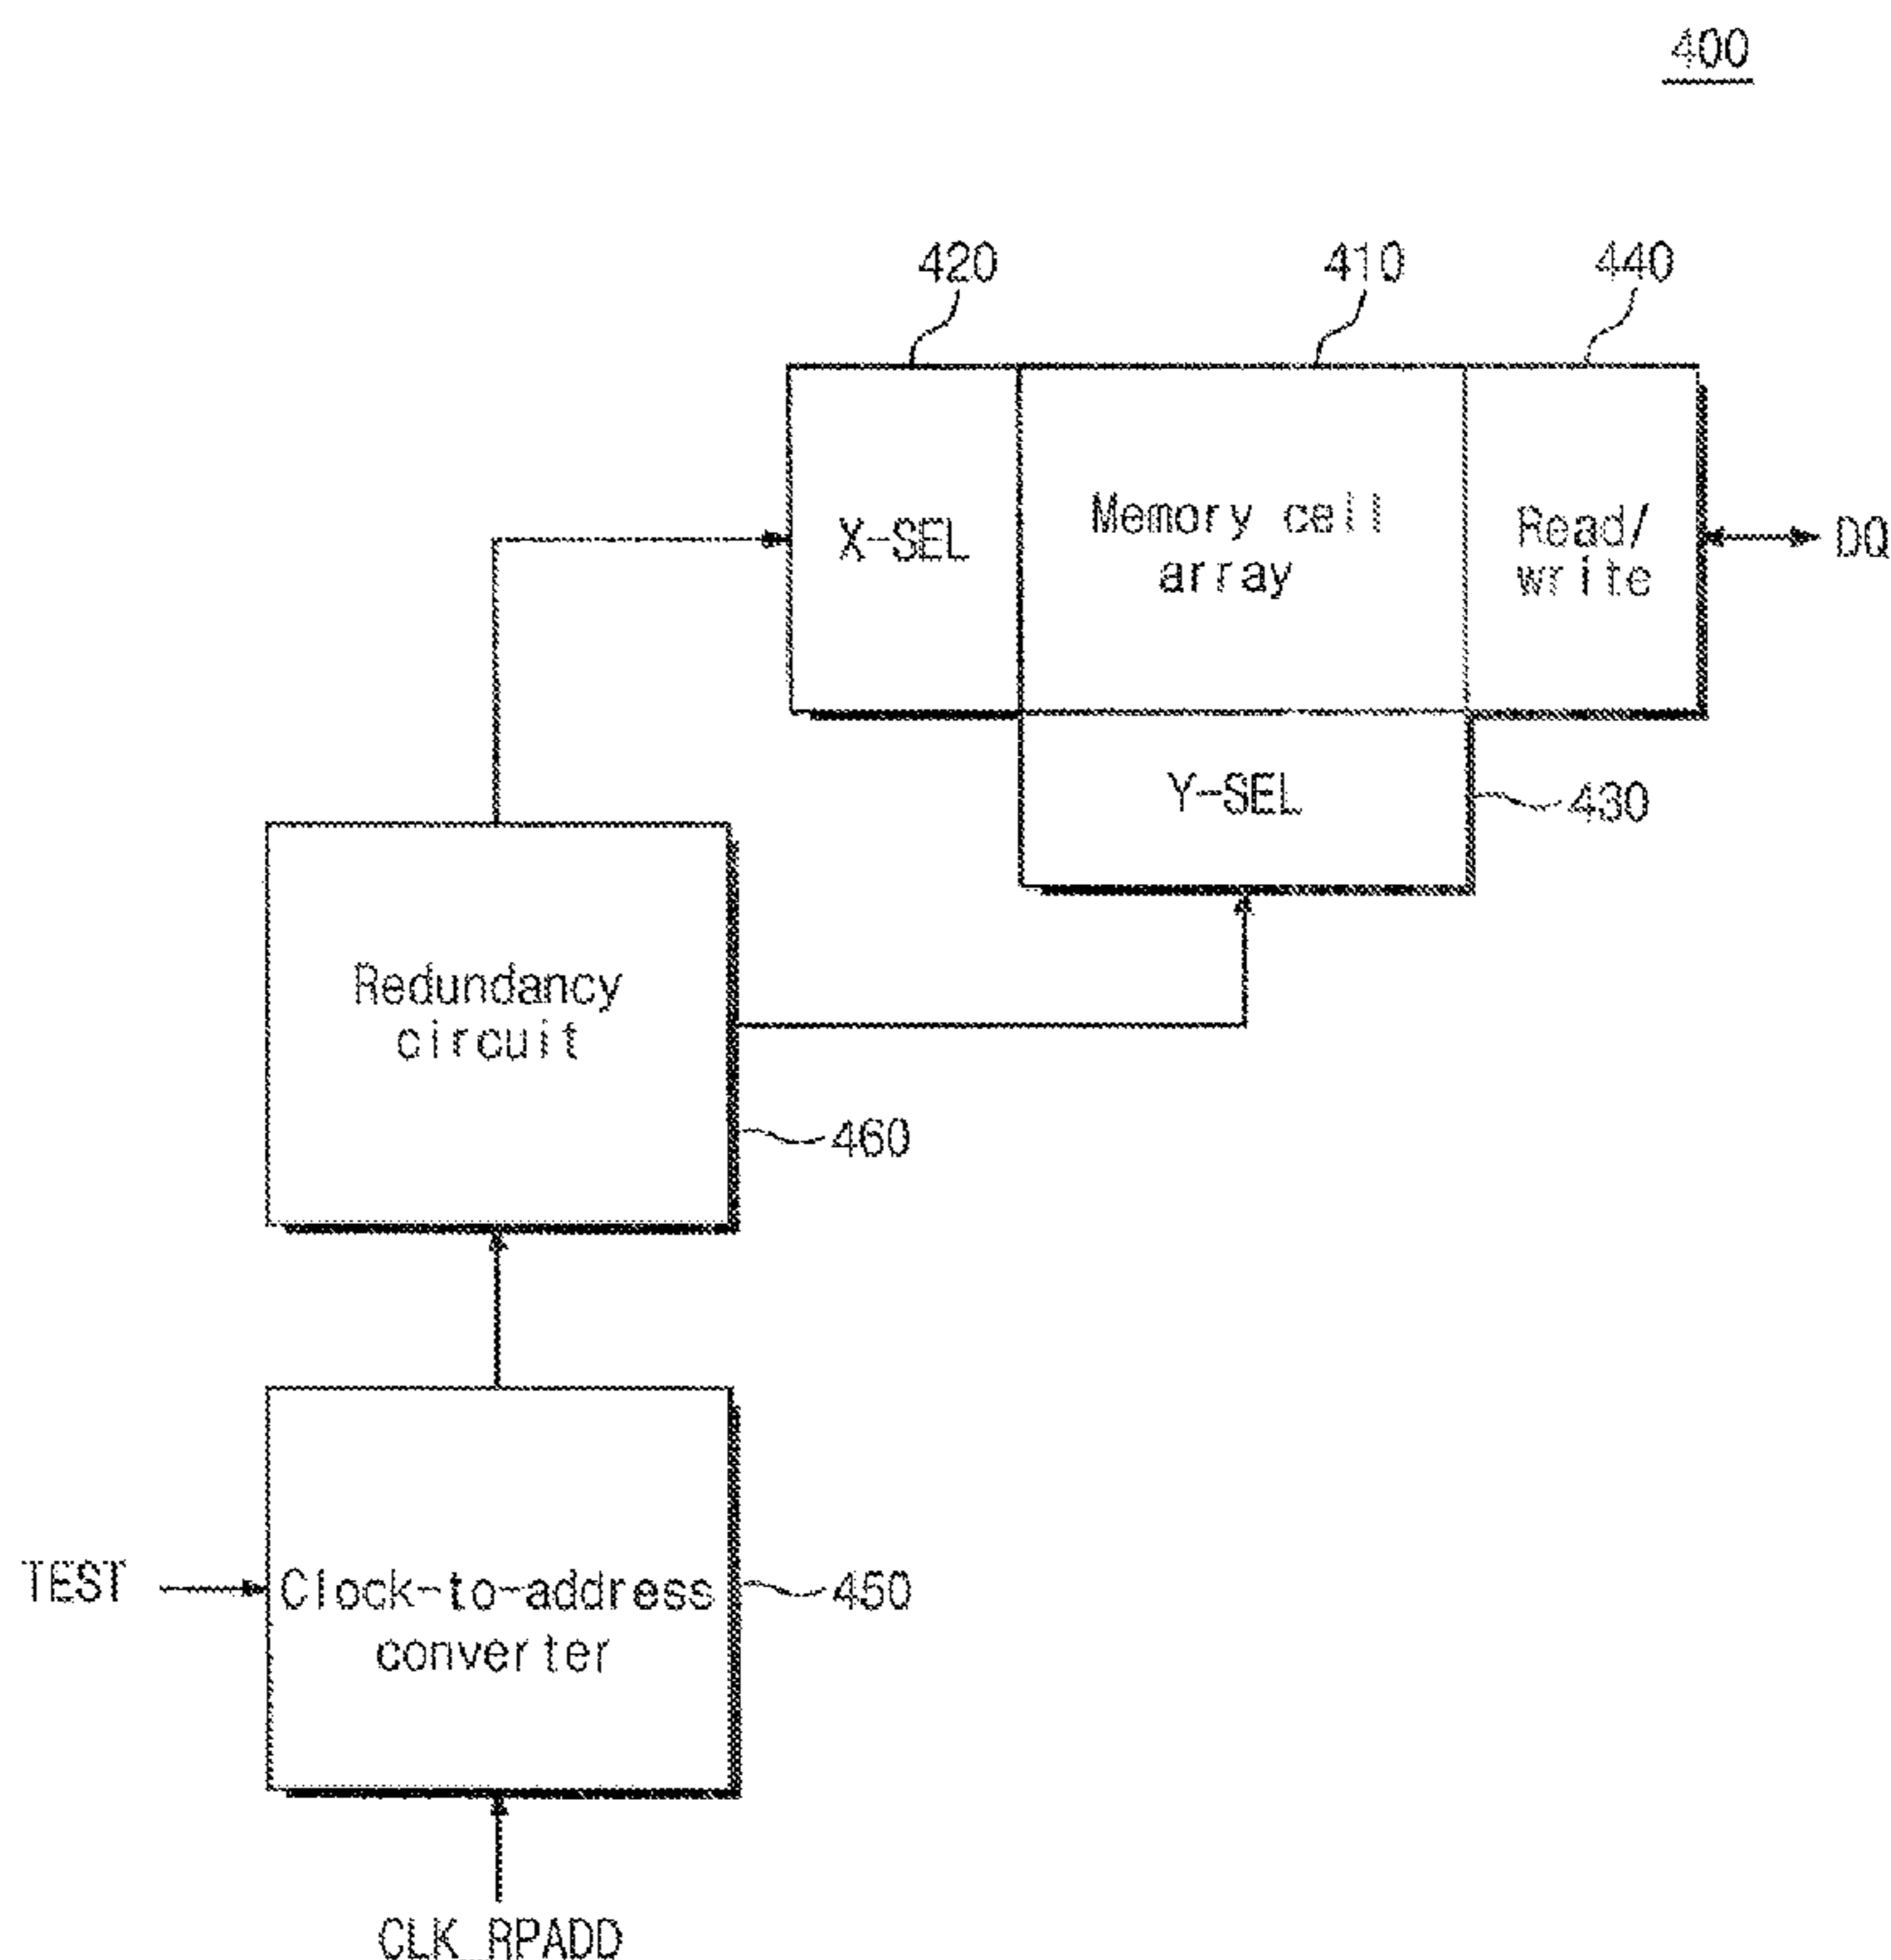 400
420
410
440
X-SEL
Memory cell
array
Read/
write
DQ
Y-SEL
430
Redundancy
circuit
460
TEST
Clock-to-address
converter
450
CLK_RPADD